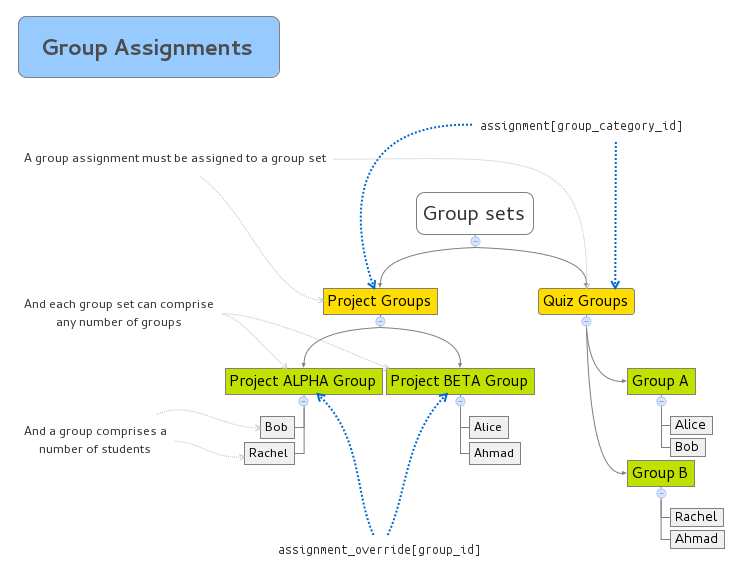 Group Assignments
assignment[group_category_id]
A group assignment must be assigned to a group set
Group sets
Project Groups
Quiz Groups
And each group set can comprise
any number of groups
Project ALPHA Group
Project BETA Group
Group A
Bob
Rachel
Alice
Ahmad
Alice
Bob
And a group comprises a
number of students
Group B
Rachel
Ahmad
assignment_override[group_id]